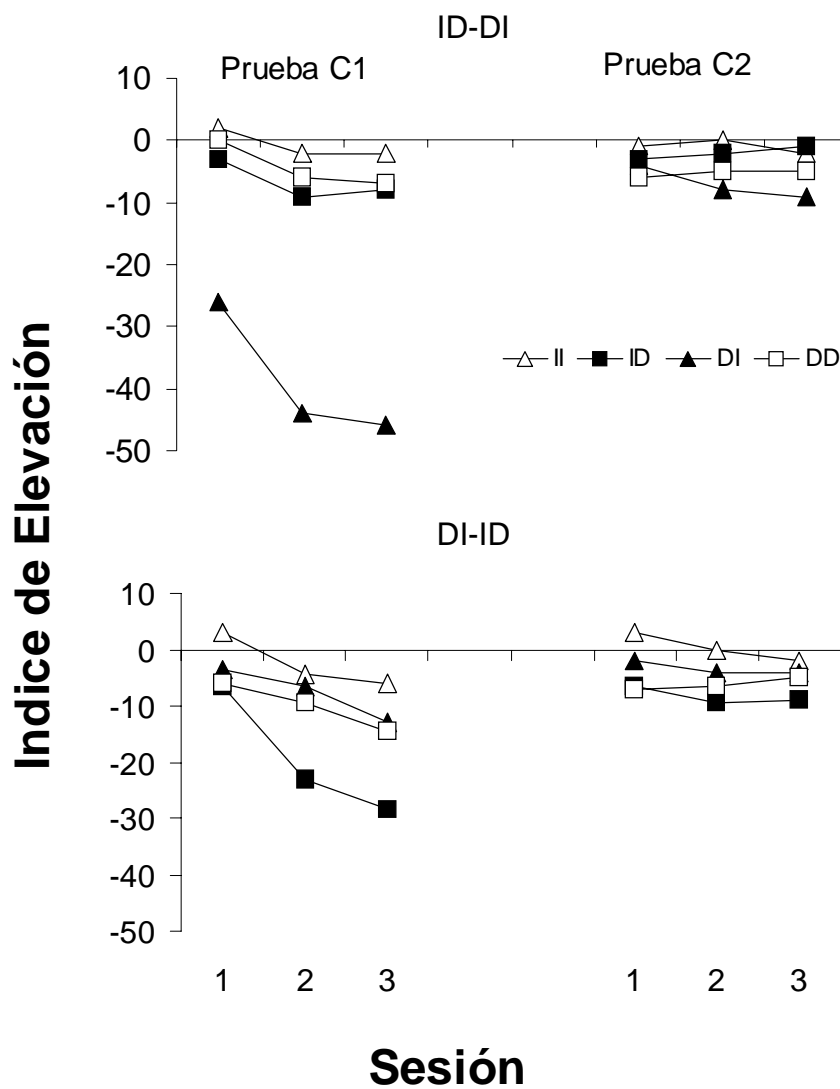 ID-DI
Prueba C1
Prueba C2
10
0
-10
-20
-30
-40
-50
II ID DI DD
Indice de Elevación
DI-ID
10
0
-10
-20
-30
-40
-50
1 2 3 1 2 3
Sesión